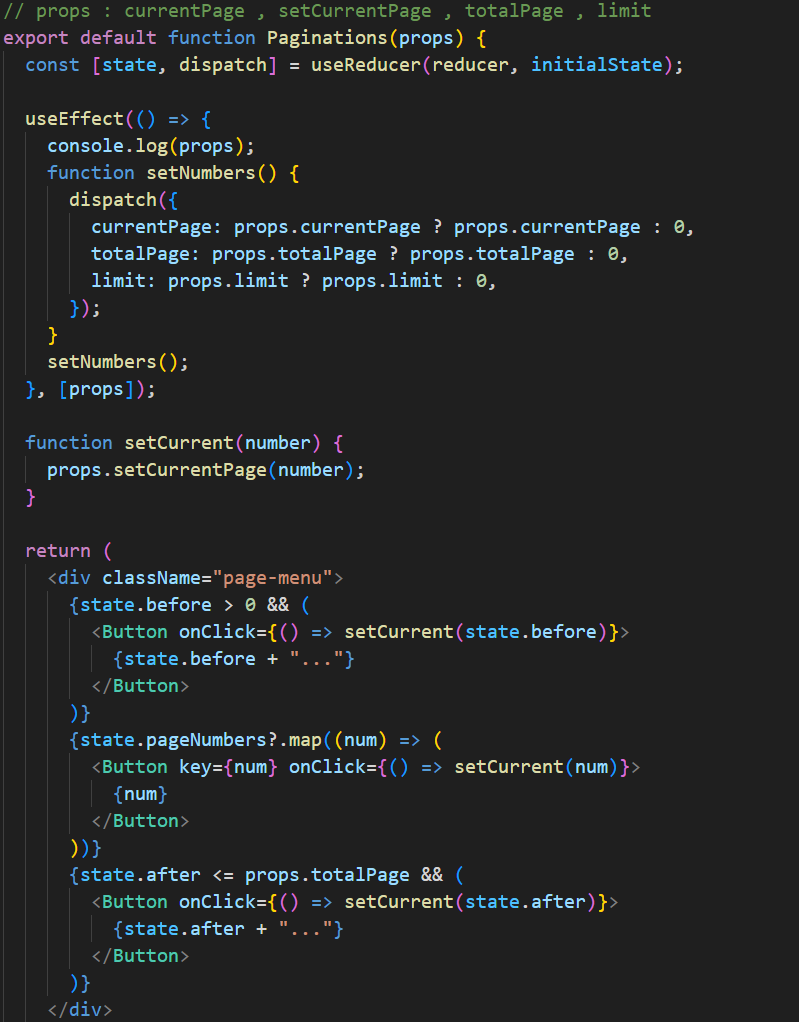 // props : currentPage , setCurrentPage , totalPage , limit
export default function Paginations(props) {
  const [state, dispatch] = useReducer(reducer, initialState);

  useEffect(() => {
    console.log(props);
    function setNumbers() {
      dispatch({
        currentPage: props.currentPage ? props.currentPage : 0,
        totalPage: props.totalPage ? props.totalPage : 0,
        limit: props.limit ? props.limit : 0,
      });
    }
    setNumbers();
  }, [props]);

  function setCurrent(number) {
    props.setCurrentPage(number);
  }

  return (
    <div className="page-menu">
      {state.before > 0 && (
        <Button onClick={() => setCurrent(state.before)}>
          {state.before + "..."}
        </Button>
      )}
      {state.pageNumbers?.map((num) => (
        <Button key={num} onClick={() => setCurrent(num)}>
          {num}
        </Button>
      ))}
      {state.after <= props.totalPage && (
        <Button onClick={() => setCurrent(state.after)}>
          {state.after + "..."}
        </Button>
      )}
    </div>